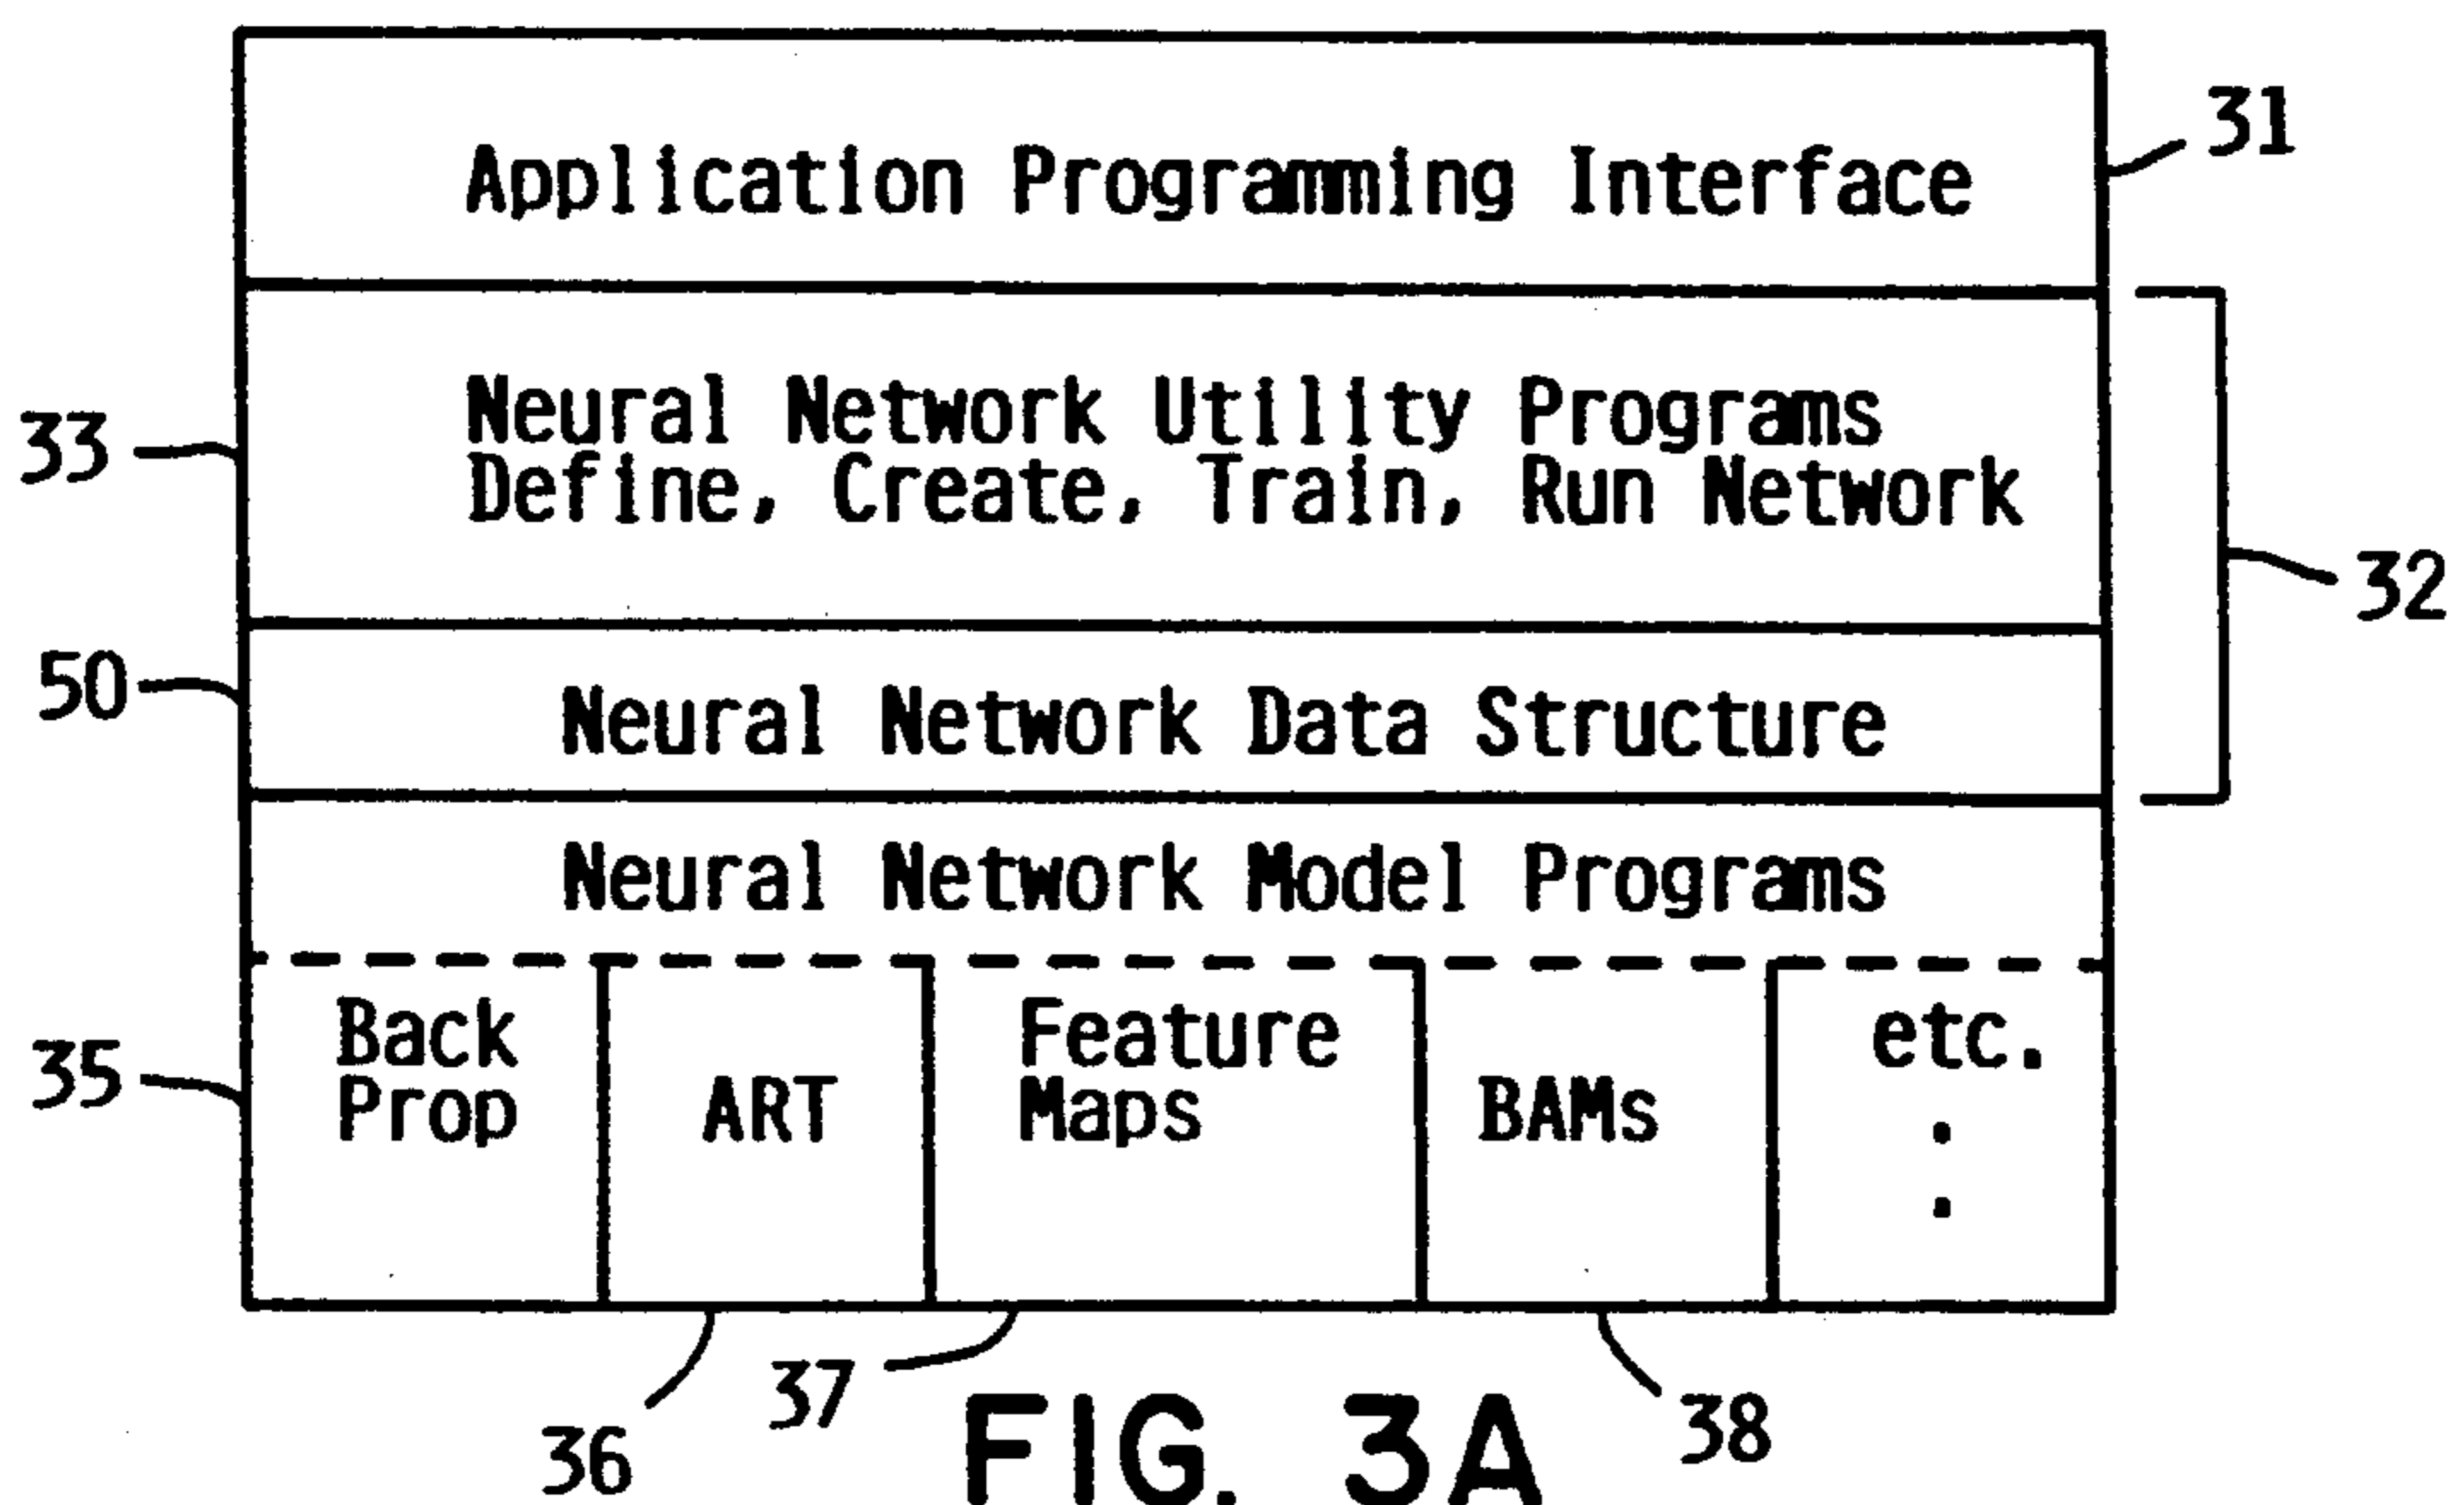 Application Programming Interface
31
Neural Network Utility Programs
Define, Create, Train, Run Network
33
32
50
Neural Network Data Structure
Neural Network Model Programs
Back
Prop
ART
Feature
Maps
BAMs
etc.
35
36
37
38
FIG. 3A